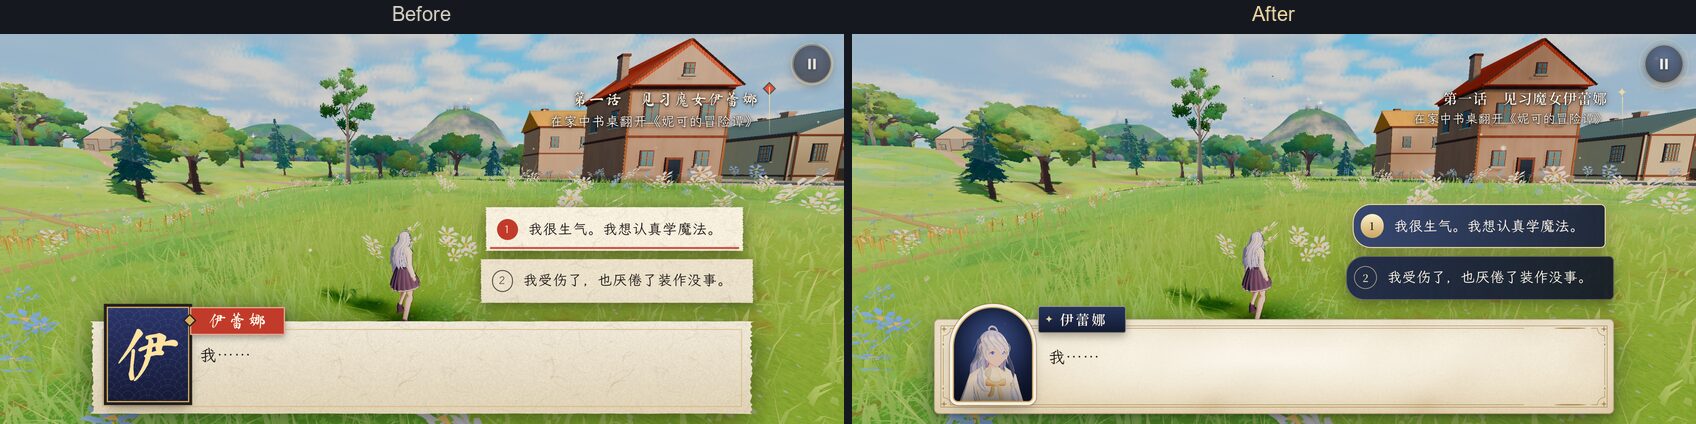 Before
第一话 见习魔女伊蕾娜
在家中书桌翻开《妮可的冒险谭》
1 我很生气。我想认真学魔法。
2 我受伤了，也厌倦了装作没事。
伊
伊蕾娜
我……
After
第一话 见习魔女伊蕾娜
在家中书桌翻开《妮可的冒险谭》
1 我很生气。我想认真学魔法。
2 我受伤了，也厌倦了装作没事。
伊蕾娜
我……